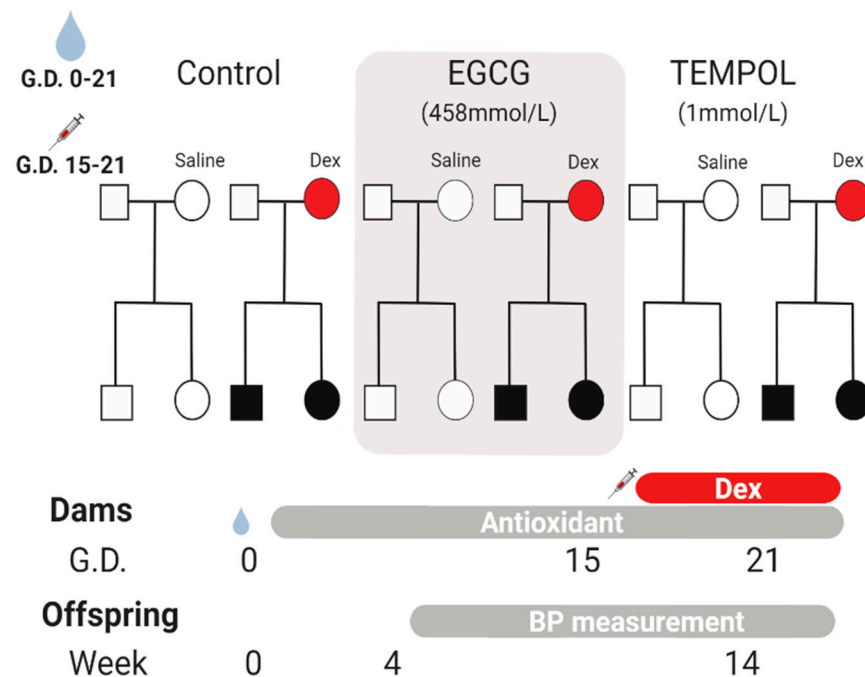 G.D. 0-21
Control
EGCG
TEMPOL
(458mmol/L)
(1mmol/L)
G.D. 15-21
Saline
Dex
Saline
Dex
Saline
Dex
Dex
Dams
Antioxidant
G.D.
0
15
21
Offspring
BP measurement
Week
0
4
14